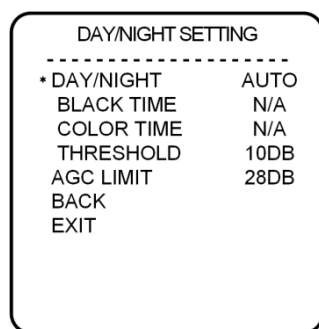 DAY/NIGHT SETTING
- - - - - - - - - - - - - - - - - - - - -
* DAY/NIGHT AUTO
BLACK TIME N/A
COLOR TIME N/A
THRESHOLD 10DB
AGC LIMIT 28DB
BACK
EXIT